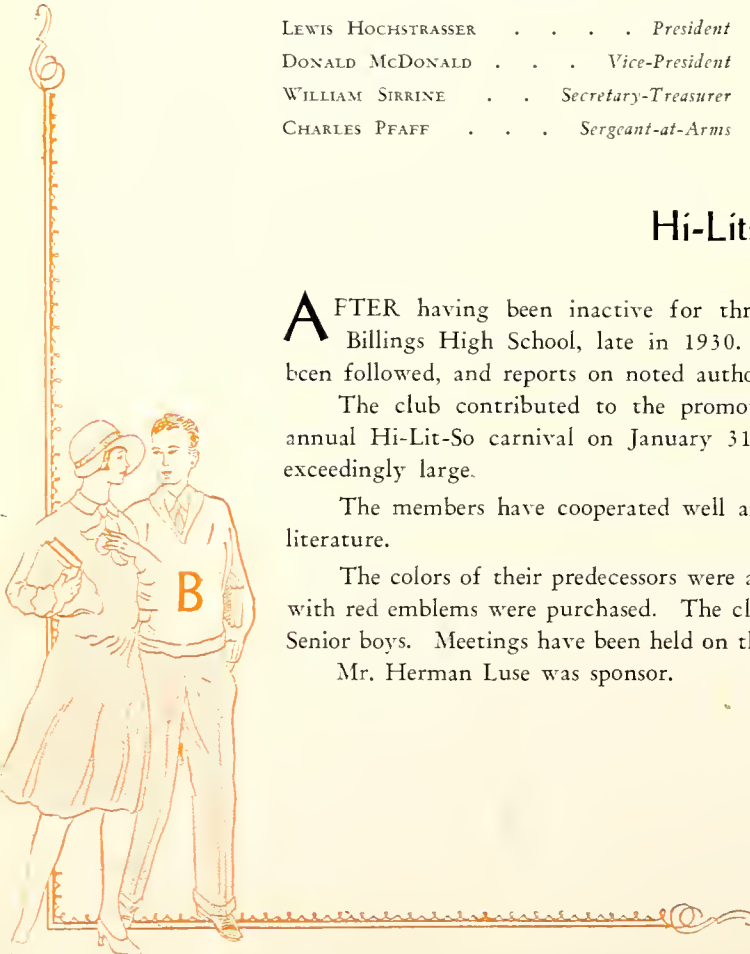 LEWIS HOCHSTRASSER . . . . President
DONALD MCDONALD . . . Vice-President
WILLIAM SIRRINE . . Secretary-Treasurer
CHARLES PFAFF . . . Sergeant-at-Arms
Hi-Lit
AFTER having been inactive for thr
Billings High School, late in 1930.
been followed, and reports on noted autho
The club contributed to the promo
annual Hi-Lit-So carnival on January 31
exceedingly large.
The members have cooperated well a
literature.
The colors of their predecessors were a
with red emblems were purchased. The cl
Senior boys. Meetings have been held on t
Mr. Herman Luse was sponsor.
B